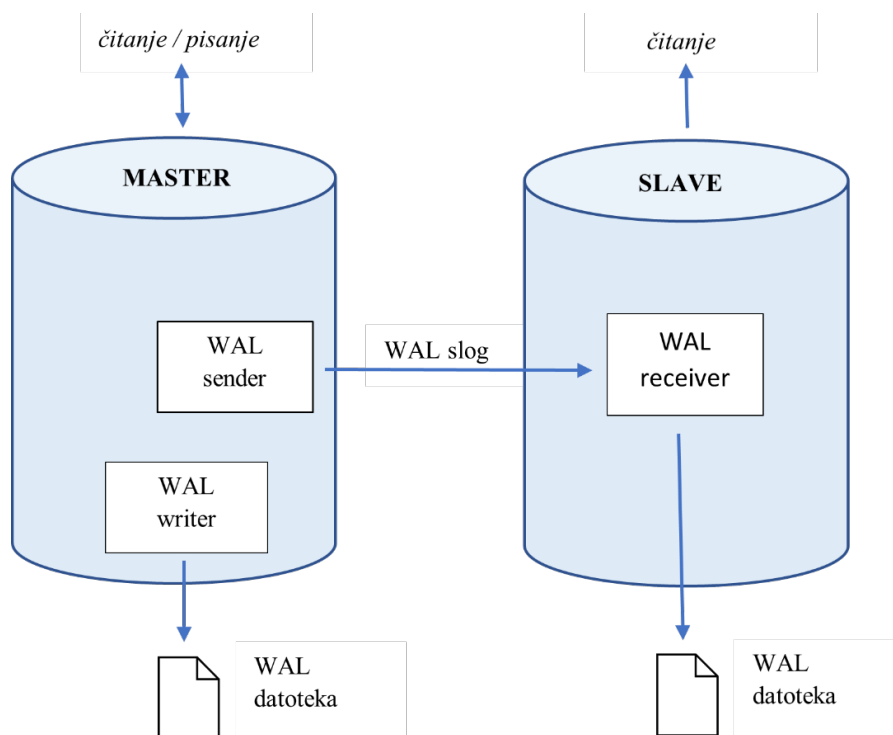 čitanje / pisanje
čitanje
MASTER
SLAVE
WAL
sender
WAL slog
WAL
receiver
WAL
writer
WAL
datoteka
WAL
datoteka